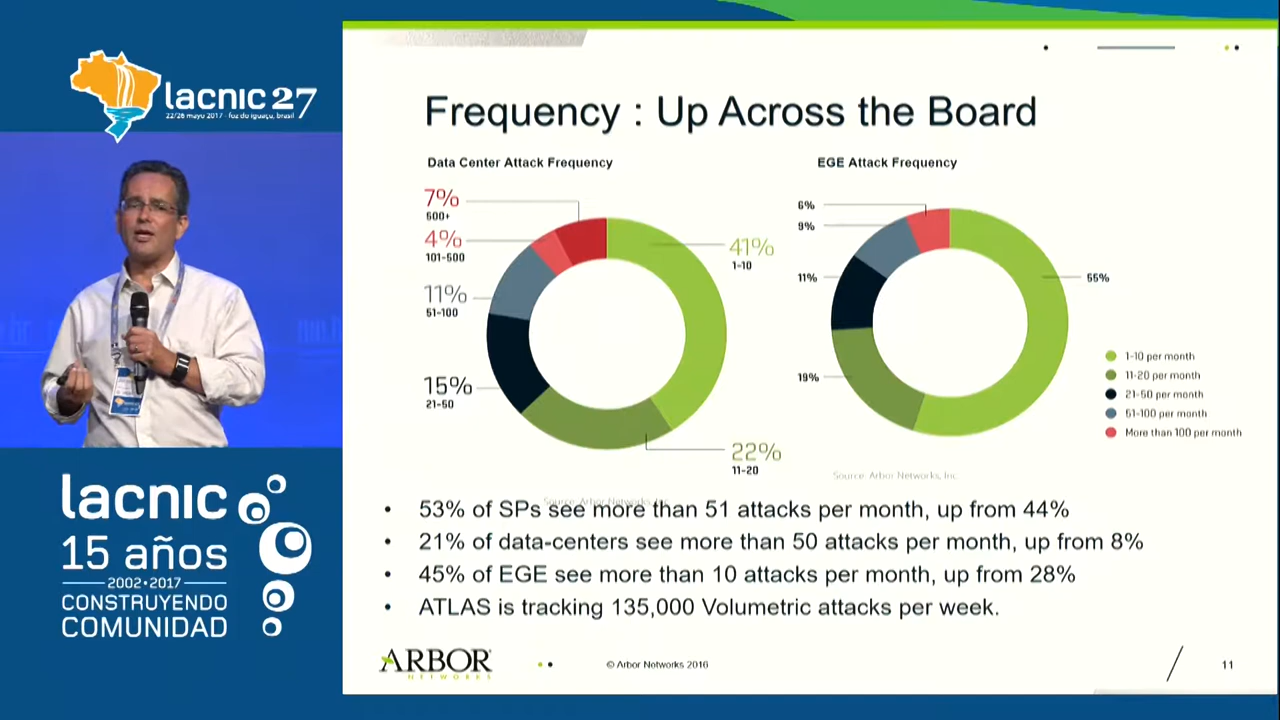 lacnic 27
22/26 mayo 2017 - foz do iguaçu, brasil
lacnic
15 años
2002•2017
CONSTRUYENDO
COMUNIDAD
Frequency : Up Across the Board
Data Center Attack Frequency
7%
500+
4%
101-500
11%
51-100
15%
21-50
41%
1-10
22%
11-20
Source: Arbor Networks, Inc.
EGE Attack Frequency
6%
9%
11%
19%
55%
1-10 per month
11-20 per month
21-50 per month
51-100 per month
More than 100 per month
Source: Arbor Networks, Inc.
• 53% of SPs see more than 51 attacks per month, up from 44%
• 21% of data-centers see more than 50 attacks per month, up from 8%
• 45% of EGE see more than 10 attacks per month, up from 28%
• ATLAS is tracking 135,000 Volumetric attacks per week.
ARBOR
NETWORKS
© Arbor Networks 2016
11